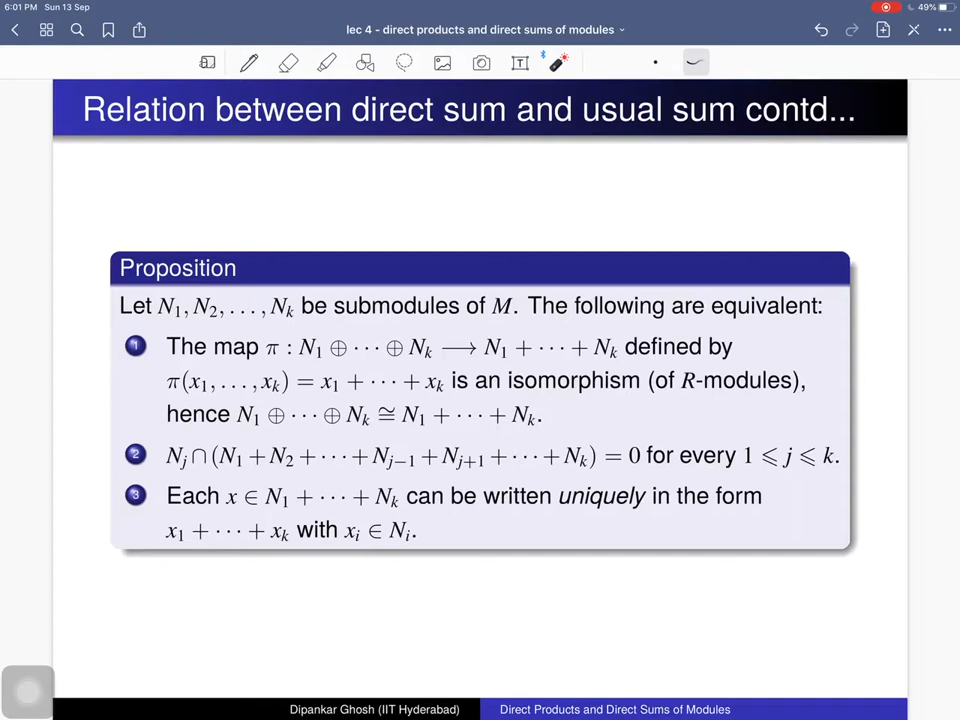 6:01 PM Sun 13 Sep
49%
lec 4 - direct products and direct sums of modules
Relation between direct sum and usual sum contd...
Proposition
Let N₁, N₂, . . . , Nₖ be submodules of M. The following are equivalent:
1 The map π : N₁ ⊕ ⋯ ⊕ Nₖ ⟶ N₁ + ⋯ + Nₖ defined by
π(x₁, . . . , xₖ) = x₁ + ⋯ + xₖ is an isomorphism (of R-modules),
hence N₁ ⊕ ⋯ ⊕ Nₖ ≅ N₁ + ⋯ + Nₖ.
2 Nⱼ ∩ (N₁ + N₂ + ⋯ + Nⱼ₋₁ + Nⱼ₊₁ + ⋯ + Nₖ) = 0 for every 1 ⩽ j ⩽ k.
3 Each x ∈ N₁ + ⋯ + Nₖ can be written uniquely in the form
x₁ + ⋯ + xₖ with xᵢ ∈ Nᵢ.
Dipankar Ghosh (IIT Hyderabad) Direct Products and Direct Sums of Modules